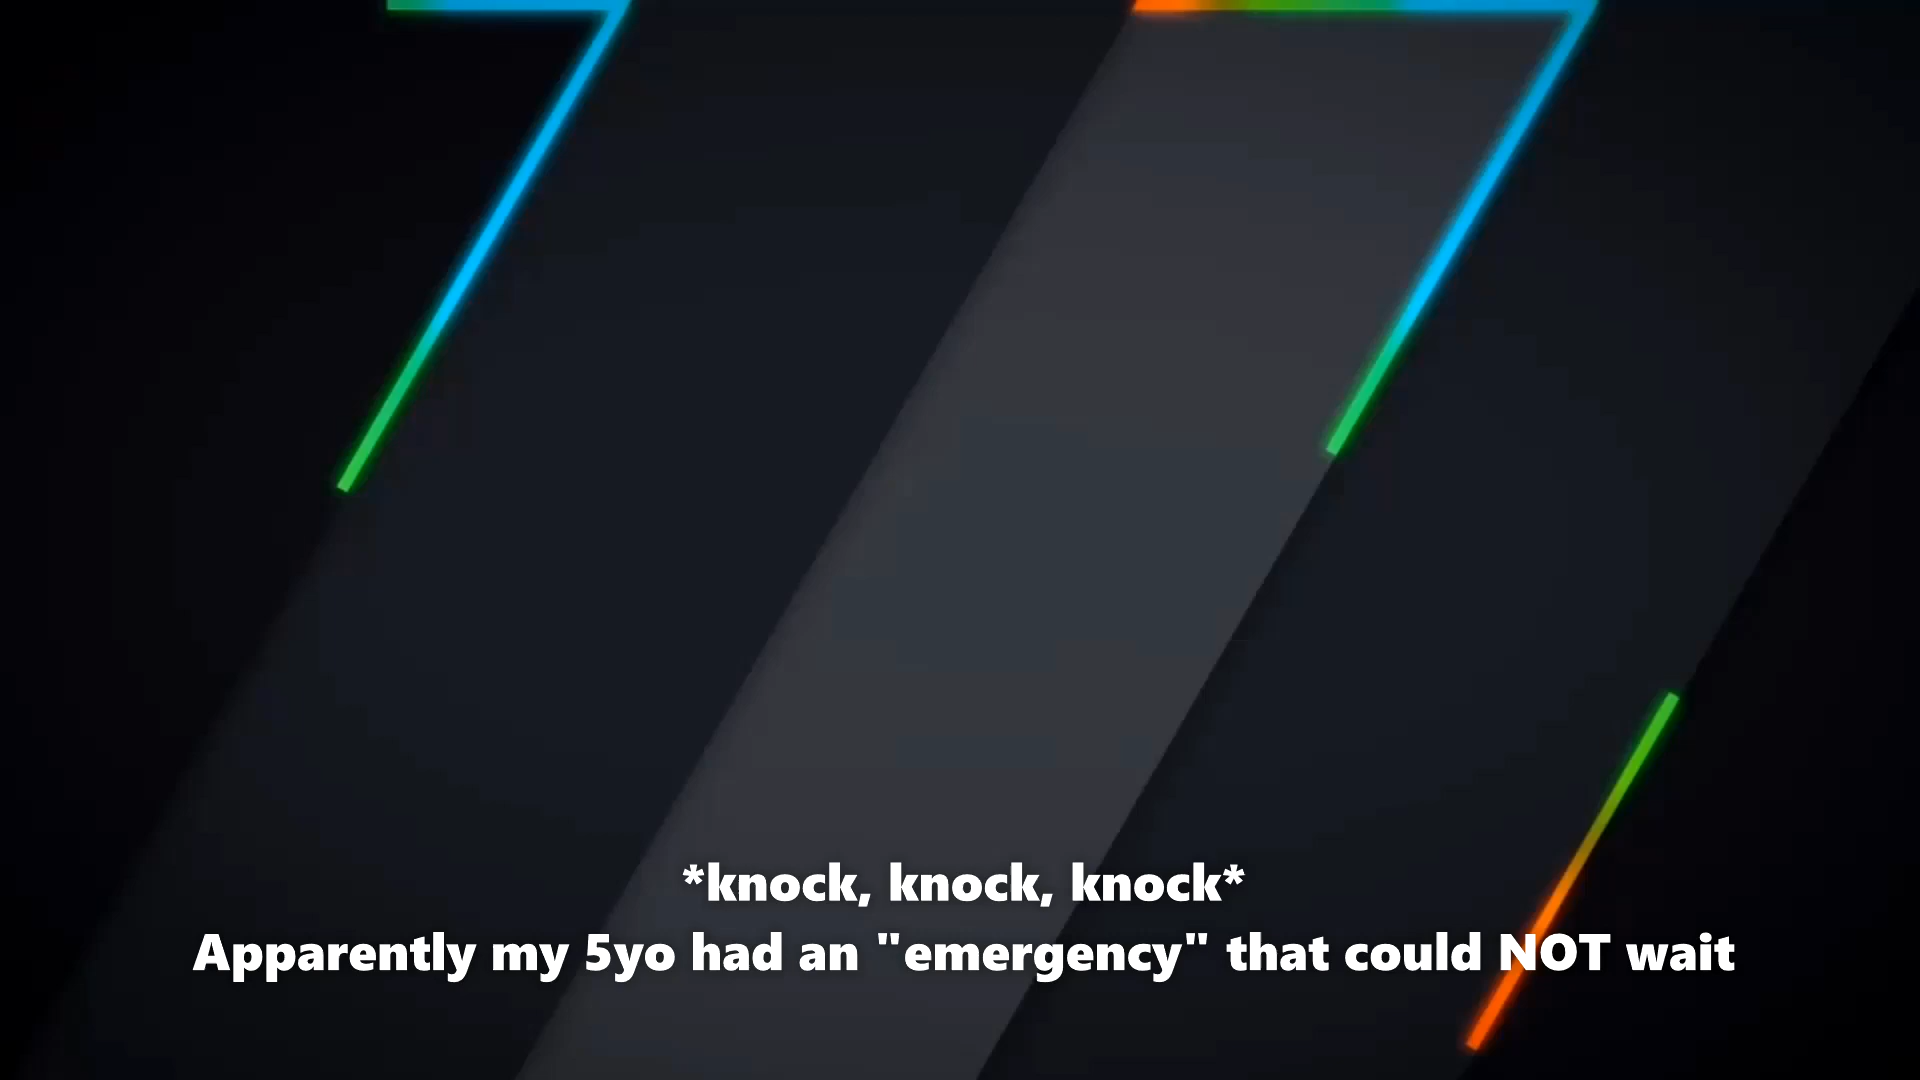 *knock, knock, knock*
Apparently my 5yo had an "emergency" that could NOT wait